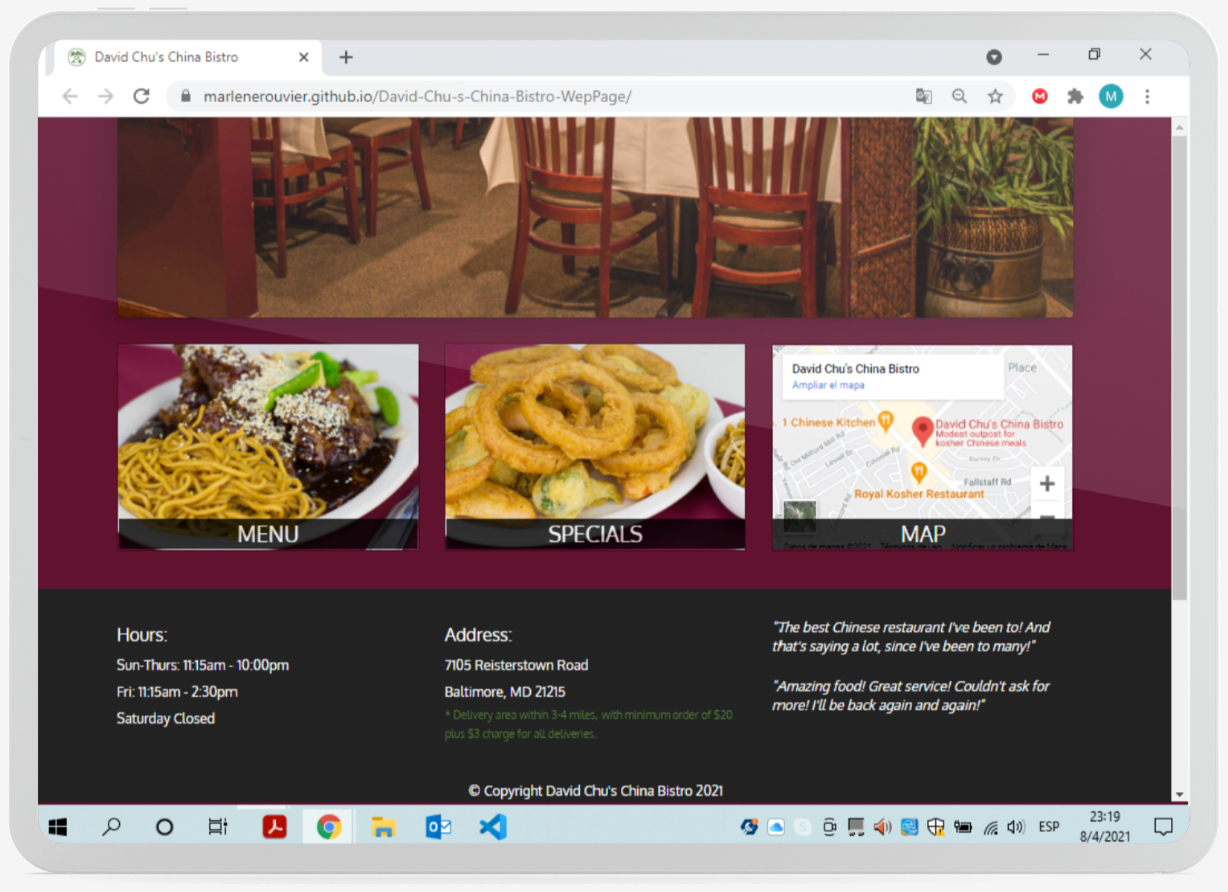 David Chu's China Bistro
marlenerouvier.github.io/David-Chu-s-China-Bistro-WepPage/
M
M
David Chu's China Bistro
Ampliar el mapa
Place
1 Chinese Kitchen
David Chu's China Bistro
Modest outpost for
kosher Chinese meals
Old Milford Mill Rd
Colonial Rd
Fallstaff Rd
Royal Kosher Restaurant
MENU
SPECIALS
MAP
Hours:
Sun-Thurs: 11:15am - 10:00pm
Fri: 11:15am - 2:30pm
Saturday Closed
Address:
7105 Reisterstown Road
Baltimore, MD 21215
* Delivery area within 3-4 miles, with minimum order of $20
plus $3 charge for all deliveries.
"The best Chinese restaurant I've been to! And
that's saying a lot, since I've been to many!"
"Amazing food! Great service! Couldn't ask for
more! I'll be back again and again!"
© Copyright David Chu's China Bistro 2021
ESP
23:19
8/4/2021